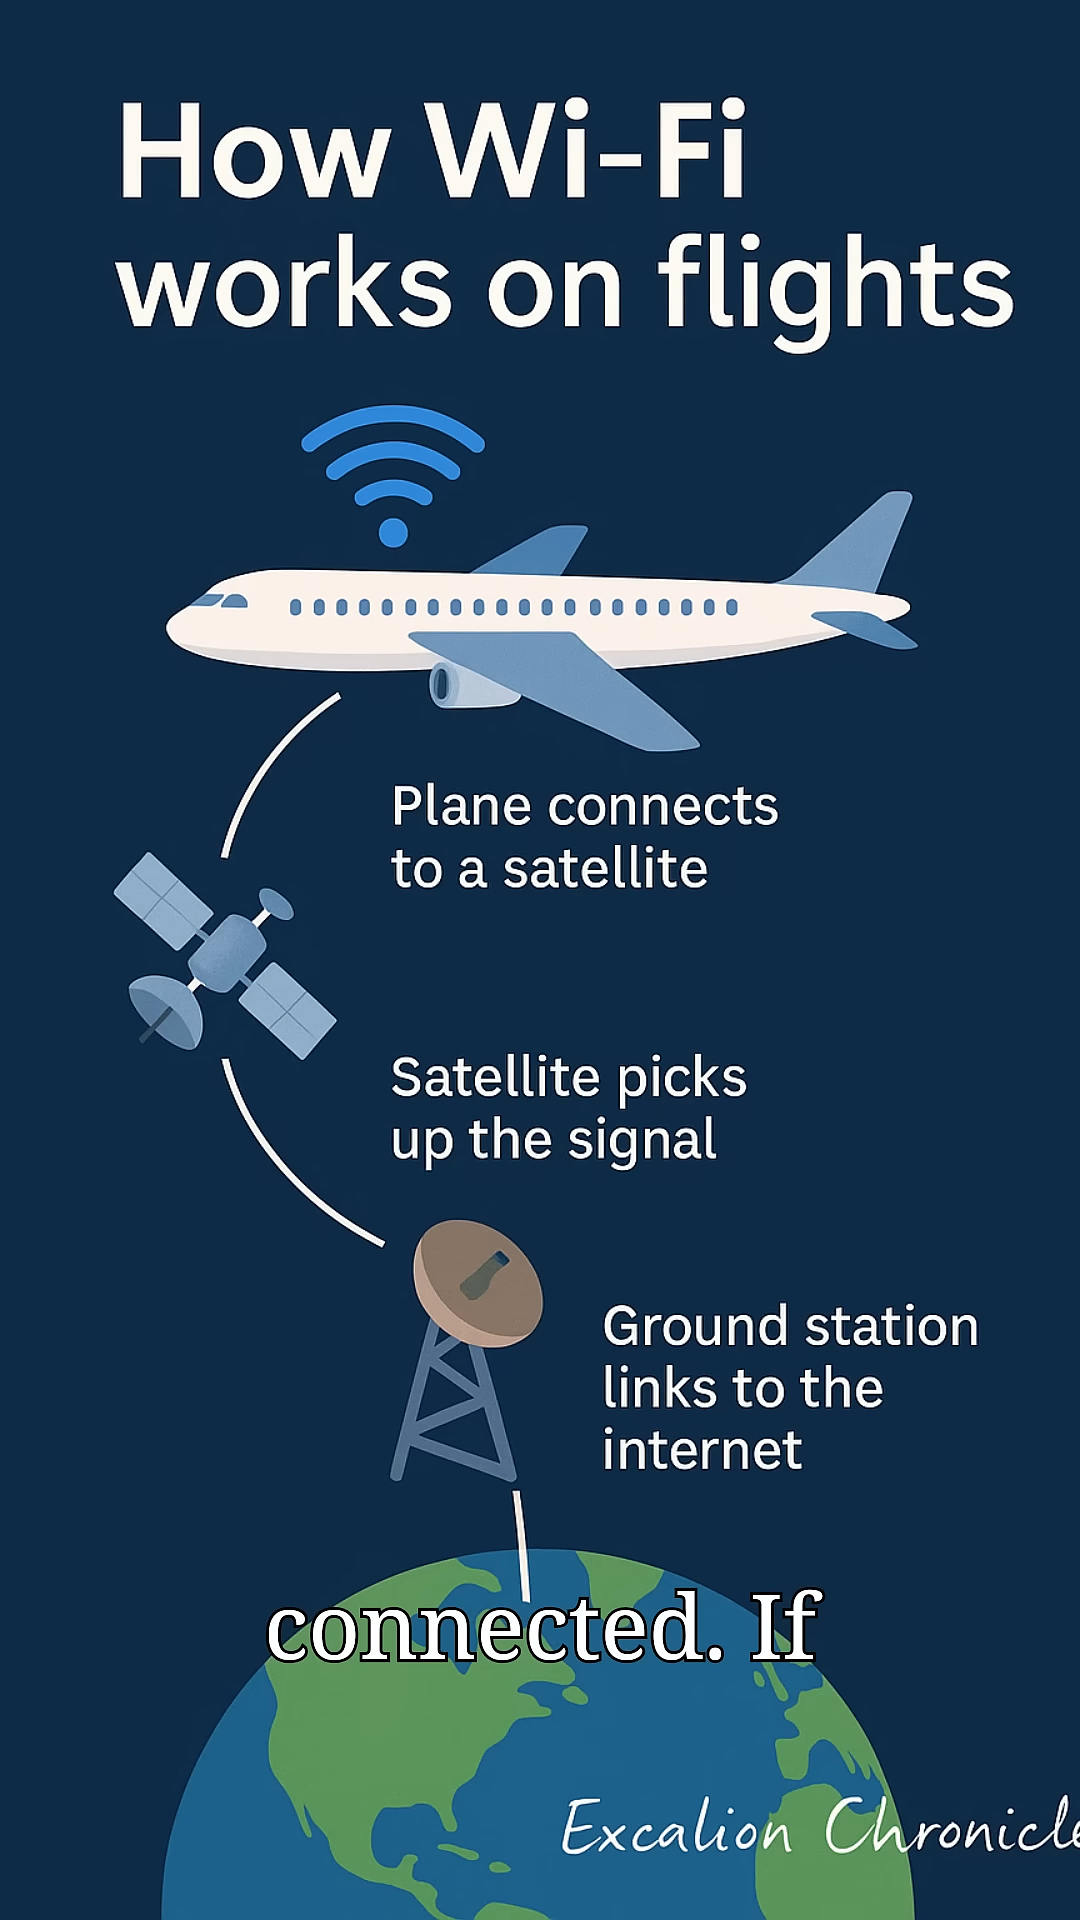 How Wi-Fi
works on flights
Plane connects
to a satellite
Satellite picks
up the signal
Ground station
links to the
internet
connected. If
Excalion Chronicle